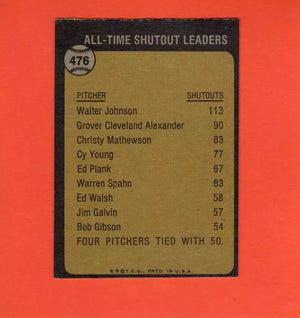 ALL-TIME SHUTOUT LEADERS
476
PITCHER SHUTOUTS
Walter Johnson 113
Grover Cleveland Alexander 90
Christy Mathewson 83
Cy Young 77
Ed Plank 67
Warren Spahn 63
Ed Walsh 58
Jim Galvin 57
Bob Gibson 54
FOUR PITCHERS TIED WITH 50.
T.C.G. PRTD. IN U.S.A.